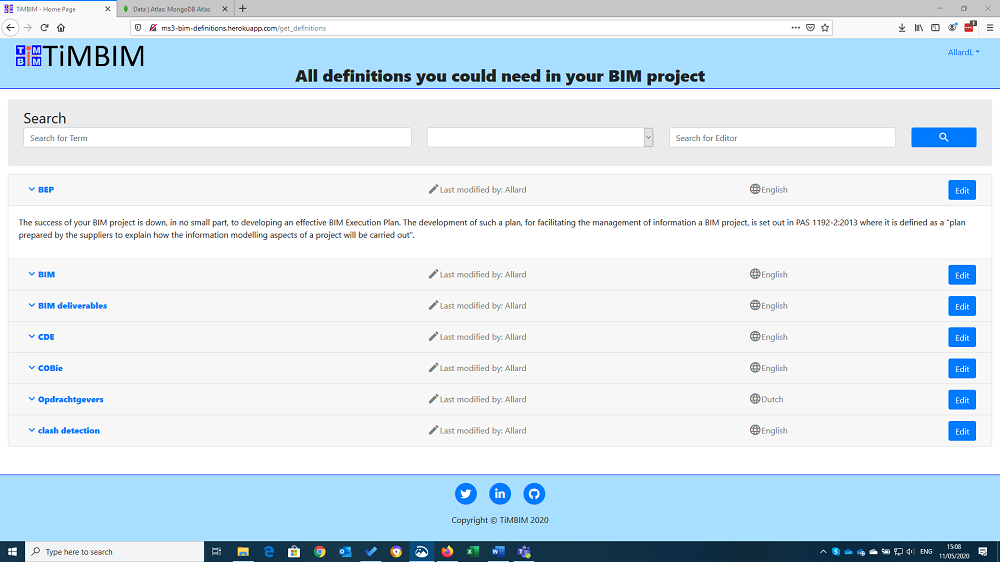 TiMBIM - Home Page
Data | Atlas: MongoDB Atlas
ms3-bim-definitions.herokuapp.com/get_definitions
TiM BiM TiMBIM
AllardL
All definitions you could need in your BIM project
Search
Search for Term
Search for Editor
BEP Last modified by: Allard English Edit
The success of your BIM project is down, in no small part, to developing an effective BIM Execution Plan. The development of such a plan, for facilitating the management of information a BIM project, is set out in PAS 1192-2:2013 where it is defined as a "plan
prepared by the suppliers to explain how the information modelling aspects of a project will be carried out".
BIM Last modified by: Allard English Edit
BIM deliverables Last modified by: Allard English Edit
CDE Last modified by: Allard English Edit
COBie Last modified by: Allard English Edit
Opdrachtgevers Last modified by: Allard Dutch Edit
clash detection Last modified by: Allard English Edit
Copyright © TiMBIM 2020
Type here to search
ENG
15:08
11/05/2020